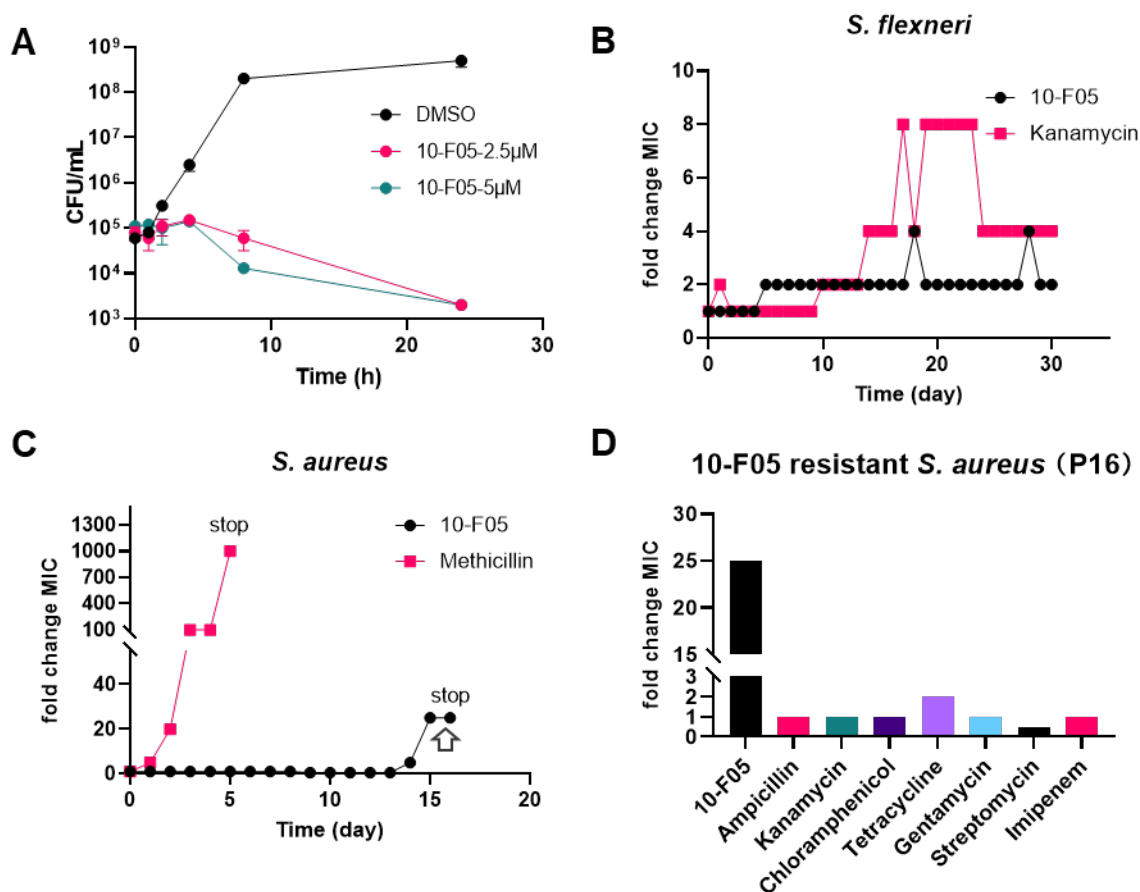 A
CFU/mL
10⁹
10⁸
10⁷
10⁶
10⁵
10⁴
10³
0 10 20 30
Time (h)
DMSO
10-F05-2.5μM
10-F05-5μM
B
S. flexneri
fold change MIC
10
8
6
4
2
0
0 10 20 30
Time (day)
10-F05
Kanamycin
C
S. aureus
fold change MIC
1300
1000
700
400
100
40
20
0
0 5 10 15 20
Time (day)
stop
stop
10-F05
Methicillin
D
10-F05 resistant S. aureus (P16)
fold change MIC
30
25
20
15
3
2
1
0
10-F05
Ampicillin
Kanamycin
Chloramphenicol
Tetracycline
Gentamycin
Streptomycin
Imipenem